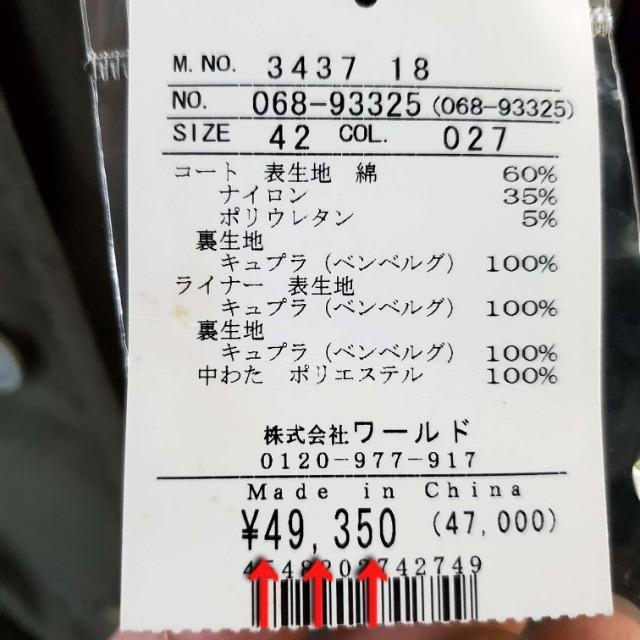 M. NO. 3437 18
NO. 068-93325 (068-93325)
SIZE 42 COL. 027
コート 表生地 綿 60%
ナイロン 35%
ポリウレタン 5%
裏生地
キュプラ (ベンベルグ) 100%
ライナー 表生地
キュプラ (ベンベルグ) 100%
裏生地
キュプラ (ベンベルグ) 100%
中わた ポリエステル 100%
株式会社ワールド
0120-977-917
Made in China
¥49,350 (47,000)